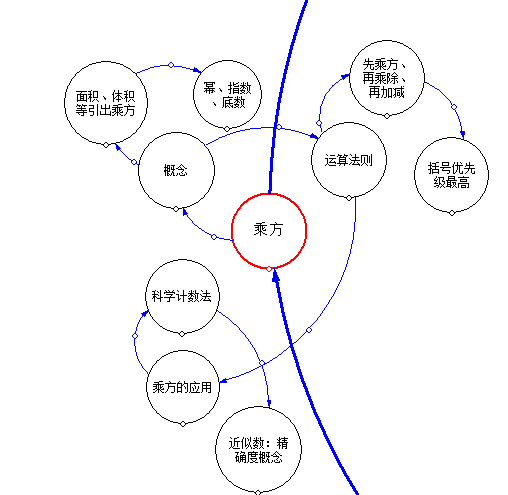 先乘方、
再乘除、
再加减
面积、体积
等引出乘方
幂、指数
、底数
概念
运算法则
括号优先
级最高
乘方
科学计数法
乘方的应用
近似数：精
确度概念